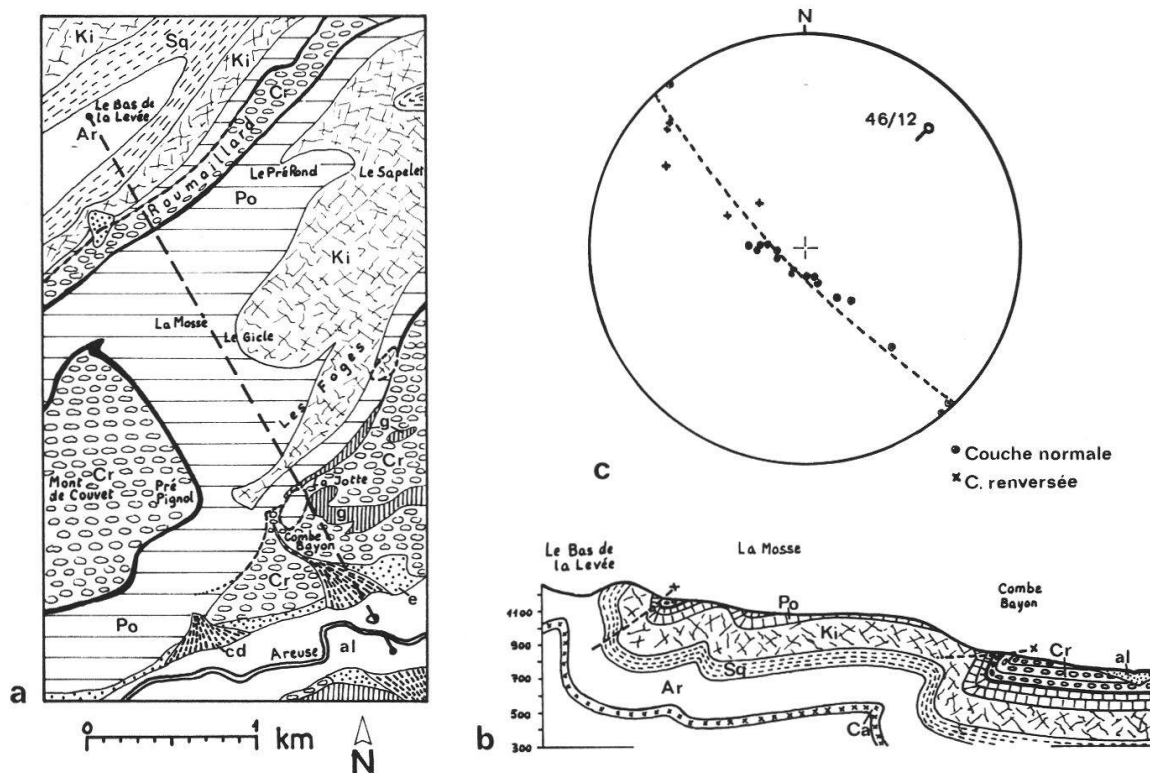 Ki
Sq
Ki
Le Bas de
la Levée
Ar
Cr
Roumaillard
Le Pré Rond
Le Sapelet
Po
Ki
La Mosse
Le Gicle
Les Foges
g
Cr
Cr
Mont
de Couvet
Pré
Pignol
La Jotte
g
Combe
Bayon
Cr
e
Po
cd
Areuse
al
a
0 1
km
N
N
46/12
c
Couche normale
C. renversée
Le Bas de
la Levée
La Mosse
Combe
Bayon
1100
900
700
500
300
Po
Ki
Cr
al
Sq
Ar
Ca
b